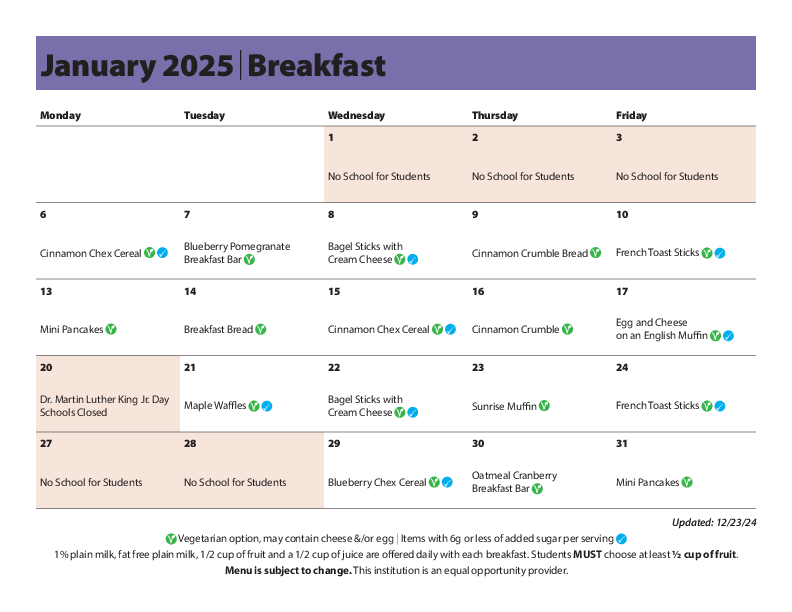 January 2025 | Breakfast
Monday Tuesday Wednesday Thursday Friday
1 2 3
No School for Students No School for Students No School for Students
6 7 8 9 10
Cinnamon Chex Cereal
Blueberry Pomegranate
Breakfast Bar
Bagel Sticks with
Cream Cheese
Cinnamon Crumble Bread
French Toast Sticks
13 14 15 16 17
Mini Pancakes
Breakfast Bread
Cinnamon Chex Cereal
Cinnamon Crumble
Egg and Cheese
on an English Muffin
20 21 22 23 24
Dr. Martin Luther King Jr. Day
Schools Closed
Maple Waffles
Bagel Sticks with
Cream Cheese
Sunrise Muffin
French Toast Sticks
27 28 29 30 31
No School for Students
No School for Students
Blueberry Chex Cereal
Oatmeal Cranberry
Breakfast Bar
Mini Pancakes
Updated: 12/23/24
Vegetarian option, may contain cheese &/or egg | Items with 6g or less of added sugar per serving
1% plain milk, fat free plain milk, 1/2 cup of fruit and a 1/2 cup of juice are offered daily with each breakfast. Students MUST choose at least ½ cup of fruit.
Menu is subject to change. This institution is an equal opportunity provider.